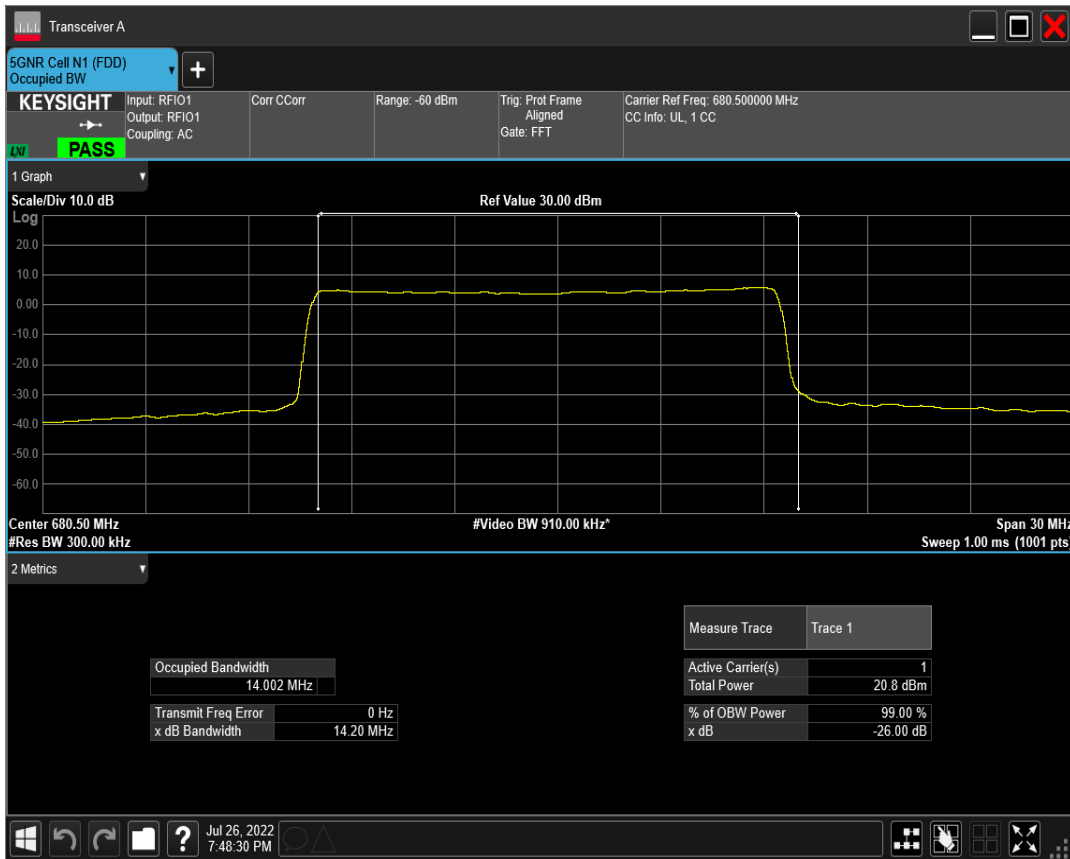 Transceiver A
5GNR Cell N1 (FDD)
Occupied BW
KEYSIGHT
LXI
PASS
Input: RFIO1
Output: RFIO1
Coupling: AC
Corr CCorr
Range: -60 dBm
Trig: Prot Frame
Aligned
Gate: FFT
Carrier Ref Freq: 680.500000 MHz
CC Info: UL, 1 CC
1 Graph
Scale/Div 10.0 dB
Ref Value 30.00 dBm
Log
20.0
10.0
0.00
-10.0
-20.0
-30.0
-40.0
-50.0
-60.0
Center 680.50 MHz
#Video BW 910.00 kHz*
Span 30 MHz
#Res BW 300.00 kHz
Sweep 1.00 ms (1001 pts)
2 Metrics
Measure Trace Trace 1
Occupied Bandwidth
14.002 MHz
Active Carrier(s) 1
Total Power 20.8 dBm
Transmit Freq Error 0 Hz
x dB Bandwidth 14.20 MHz
% of OBW Power 99.00 %
x dB -26.00 dB
?
Jul 26, 2022
7:48:30 PM